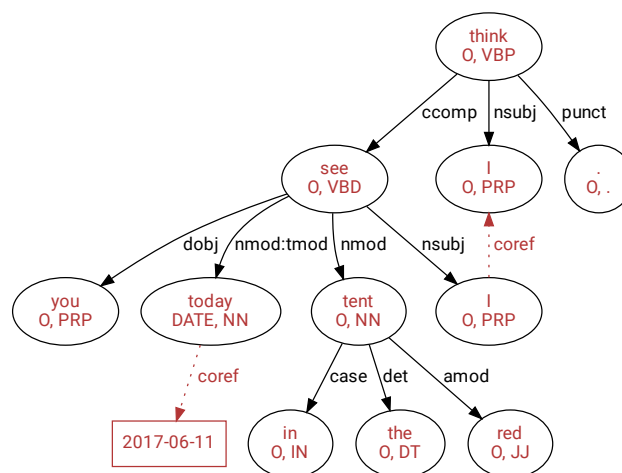 think
O, VBP
ccomp nsubj punct
see
O, VBD
I
O, PRP
.
O, .
dobj nmod:tmod nmod nsubj coref
you
O, PRP
today
DATE, NN
tent
O, NN
I
O, PRP
coref case det amod
2017-06-11
in
O, IN
the
O, DT
red
O, JJ